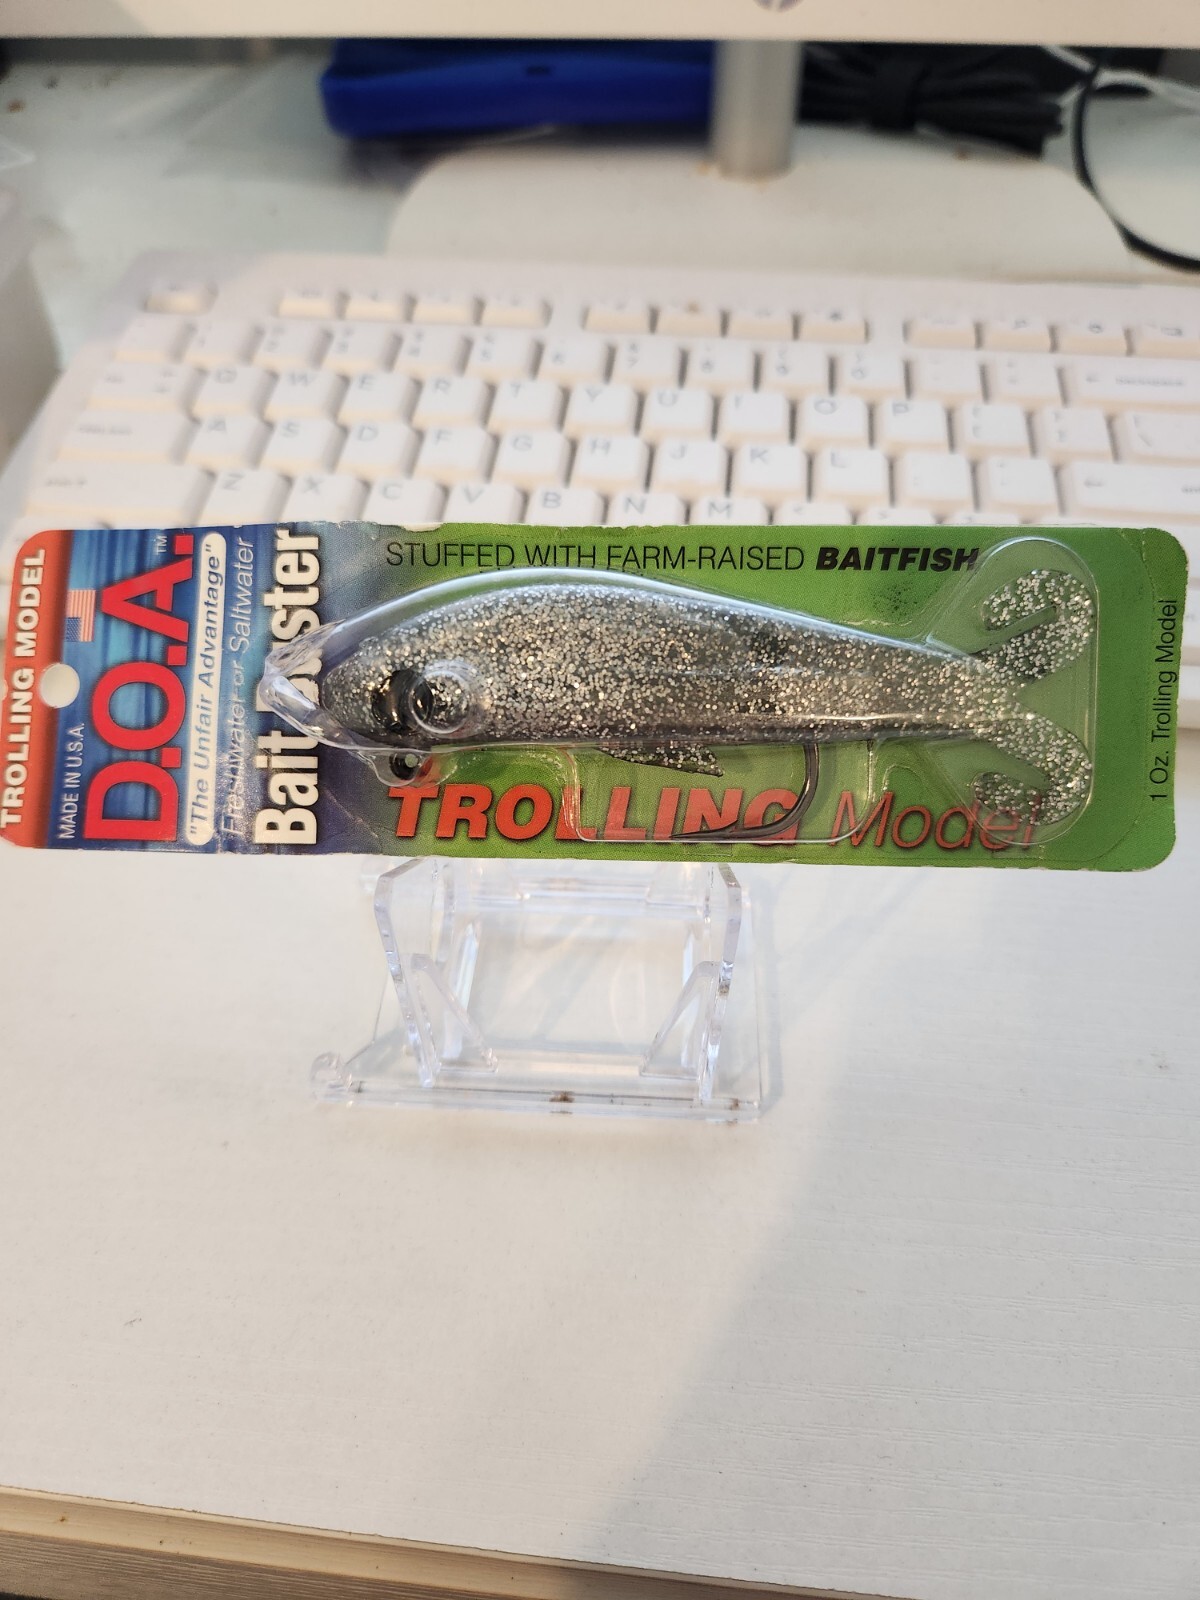 TROLLING MODEL
MADE IN U.S.A.
D.O.A.
TM
"The Unfair Advantage"
Freshwater or Saltwater
Bait Buster
STUFFED WITH FARM-RAISED BAITFISH
TROLLING Model
1 Oz. Trolling Model
Q W E R T Y U I O P
A S D F G H J K L
Z X C V B N M